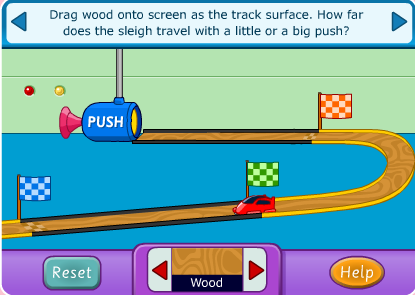 Drag wood onto screen as the track surface. How far
does the sleigh travel with a little or a big push?
PUSH
Reset
Wood
Help